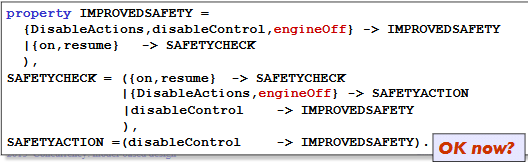 property IMPROVEDSAFETY =
{DisableActions,disableControl,engineOff} -> IMPROVEDSAFETY
|{on,resume} -> SAFETYCHECK
),
SAFETYCHECK = ({on,resume} -> SAFETYCHECK
|{DisableActions,engineOff} -> SAFETYACTION
|disableControl -> IMPROVEDSAFETY
),
SAFETYACTION =(disableControl -> IMPROVEDSAFETY).
OK now?